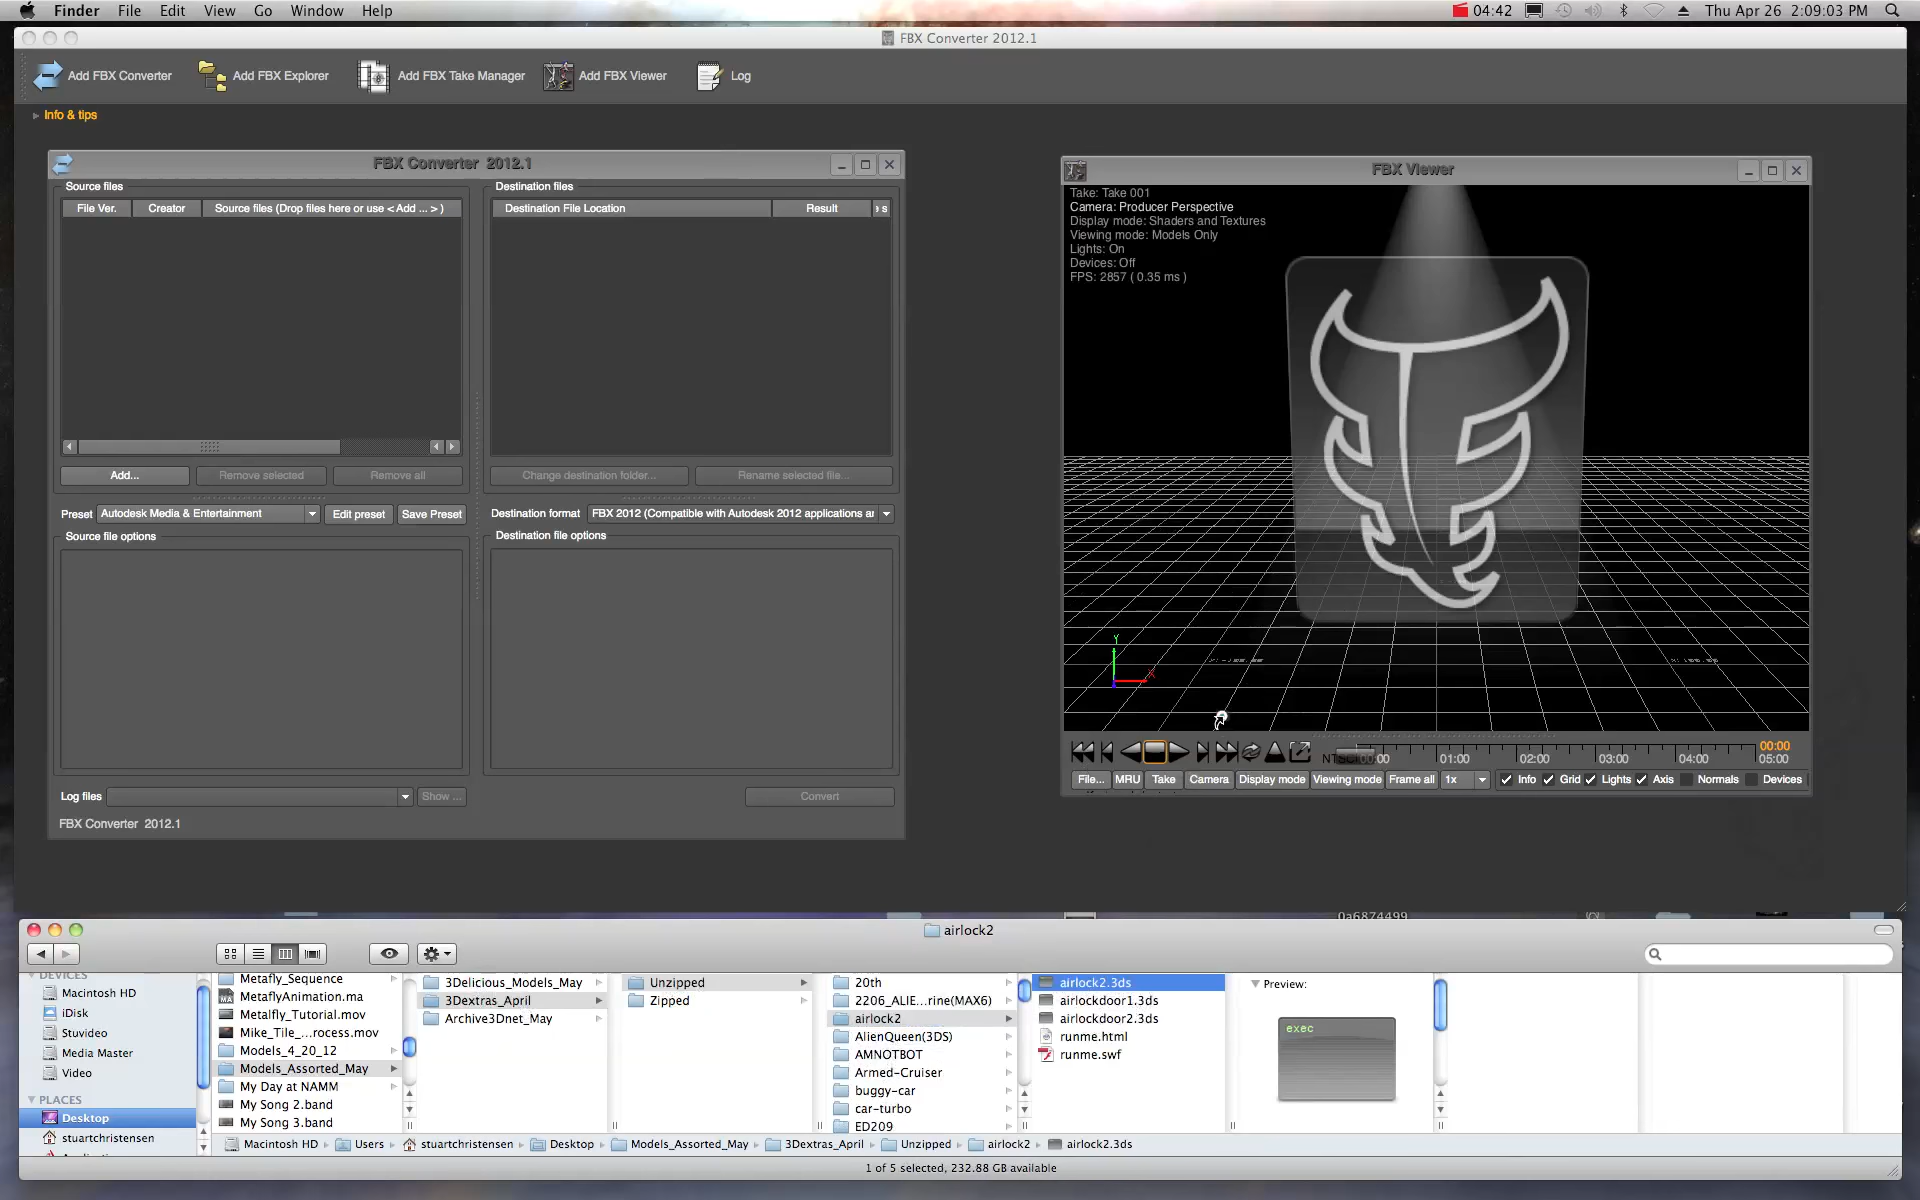 Finder File Edit View Go Window Help 04:42 Thu Apr 26 2:09:03 PM
FBX Converter 2012.1
Add FBX Converter Add FBX Explorer Add FBX Take Manager Add FBX Viewer Log
Info & tips
FBX Converter 2012.1
Source files Destination files
File Ver. Creator Source files (Drop files here or use < Add ... > ) Destination File Location Result
Add... Remove selected Remove all Change destination folder... Rename selected file...
Preset Autodesk Media & Entertainment Edit preset Save Preset Destination format FBX 2012 (Compatible with Autodesk 2012 applications a
Source file options Destination file options
Log files Show ... Convert
FBX Converter 2012.1
FBX Viewer
Take: Take 001
Camera: Producer Perspective
Display mode: Shaders and Textures
Viewing mode: Models Only
Lights: On
Devices: Off
FPS: 2857 ( 0.35 ms )
Y
X
01:00 02:00 03:00 04:00 00:00
05:00
File... MRU Take Camera Display mode Viewing mode Frame all 1x Info Grid Lights Axis Normals Devices
0a6874499
airlock2
DEVICES
Macintosh HD
iDisk
Stuvideo
Media Master
Video
PLACES
Desktop
stuartchristensen
Metafly_Sequence
MetaflyAnimation.ma
Metalfly_Tutorial.mov
Mike_Tile_...rocess.mov
Models_4_20_12
Models_Assorted_May
My Day at NAMM
My Song 2.band
My Song 3.band
3Delicious_Models_May
3Dextras_April
Archive3Dnet_May
Unzipped
Zipped
20th
2206_ALIE...rine(MAX6)
airlock2
AlienQueen(3DS)
AMNOTBOT
Armed-Cruiser
buggy-car
car-turbo
ED209
airlock2.3ds
airlockdoor1.3ds
airlockdoor2.3ds
runme.html
runme.swf
Preview:
exec
Macintosh HD Users stuartchristensen Desktop Models_Assorted_May 3Dextras_April Unzipped airlock2 airlock2.3ds
1 of 5 selected, 232.88 GB available